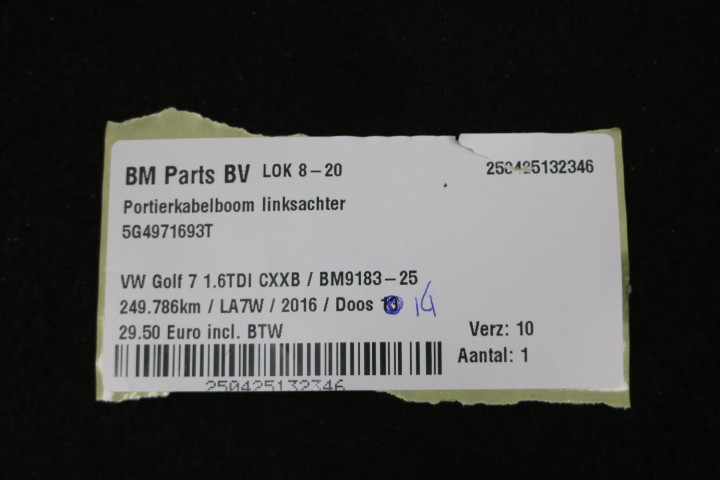 BM Parts BV LOK 8-20 250425132346
Portierkabelboom linksachter
5G4971693T
VW Golf 7 1.6TDI CXXB / BM9183-25
249.786km / LA7W / 2016 / Doos 14
29.50 Euro incl. BTW Verz: 10
Aantal: 1
250425132346